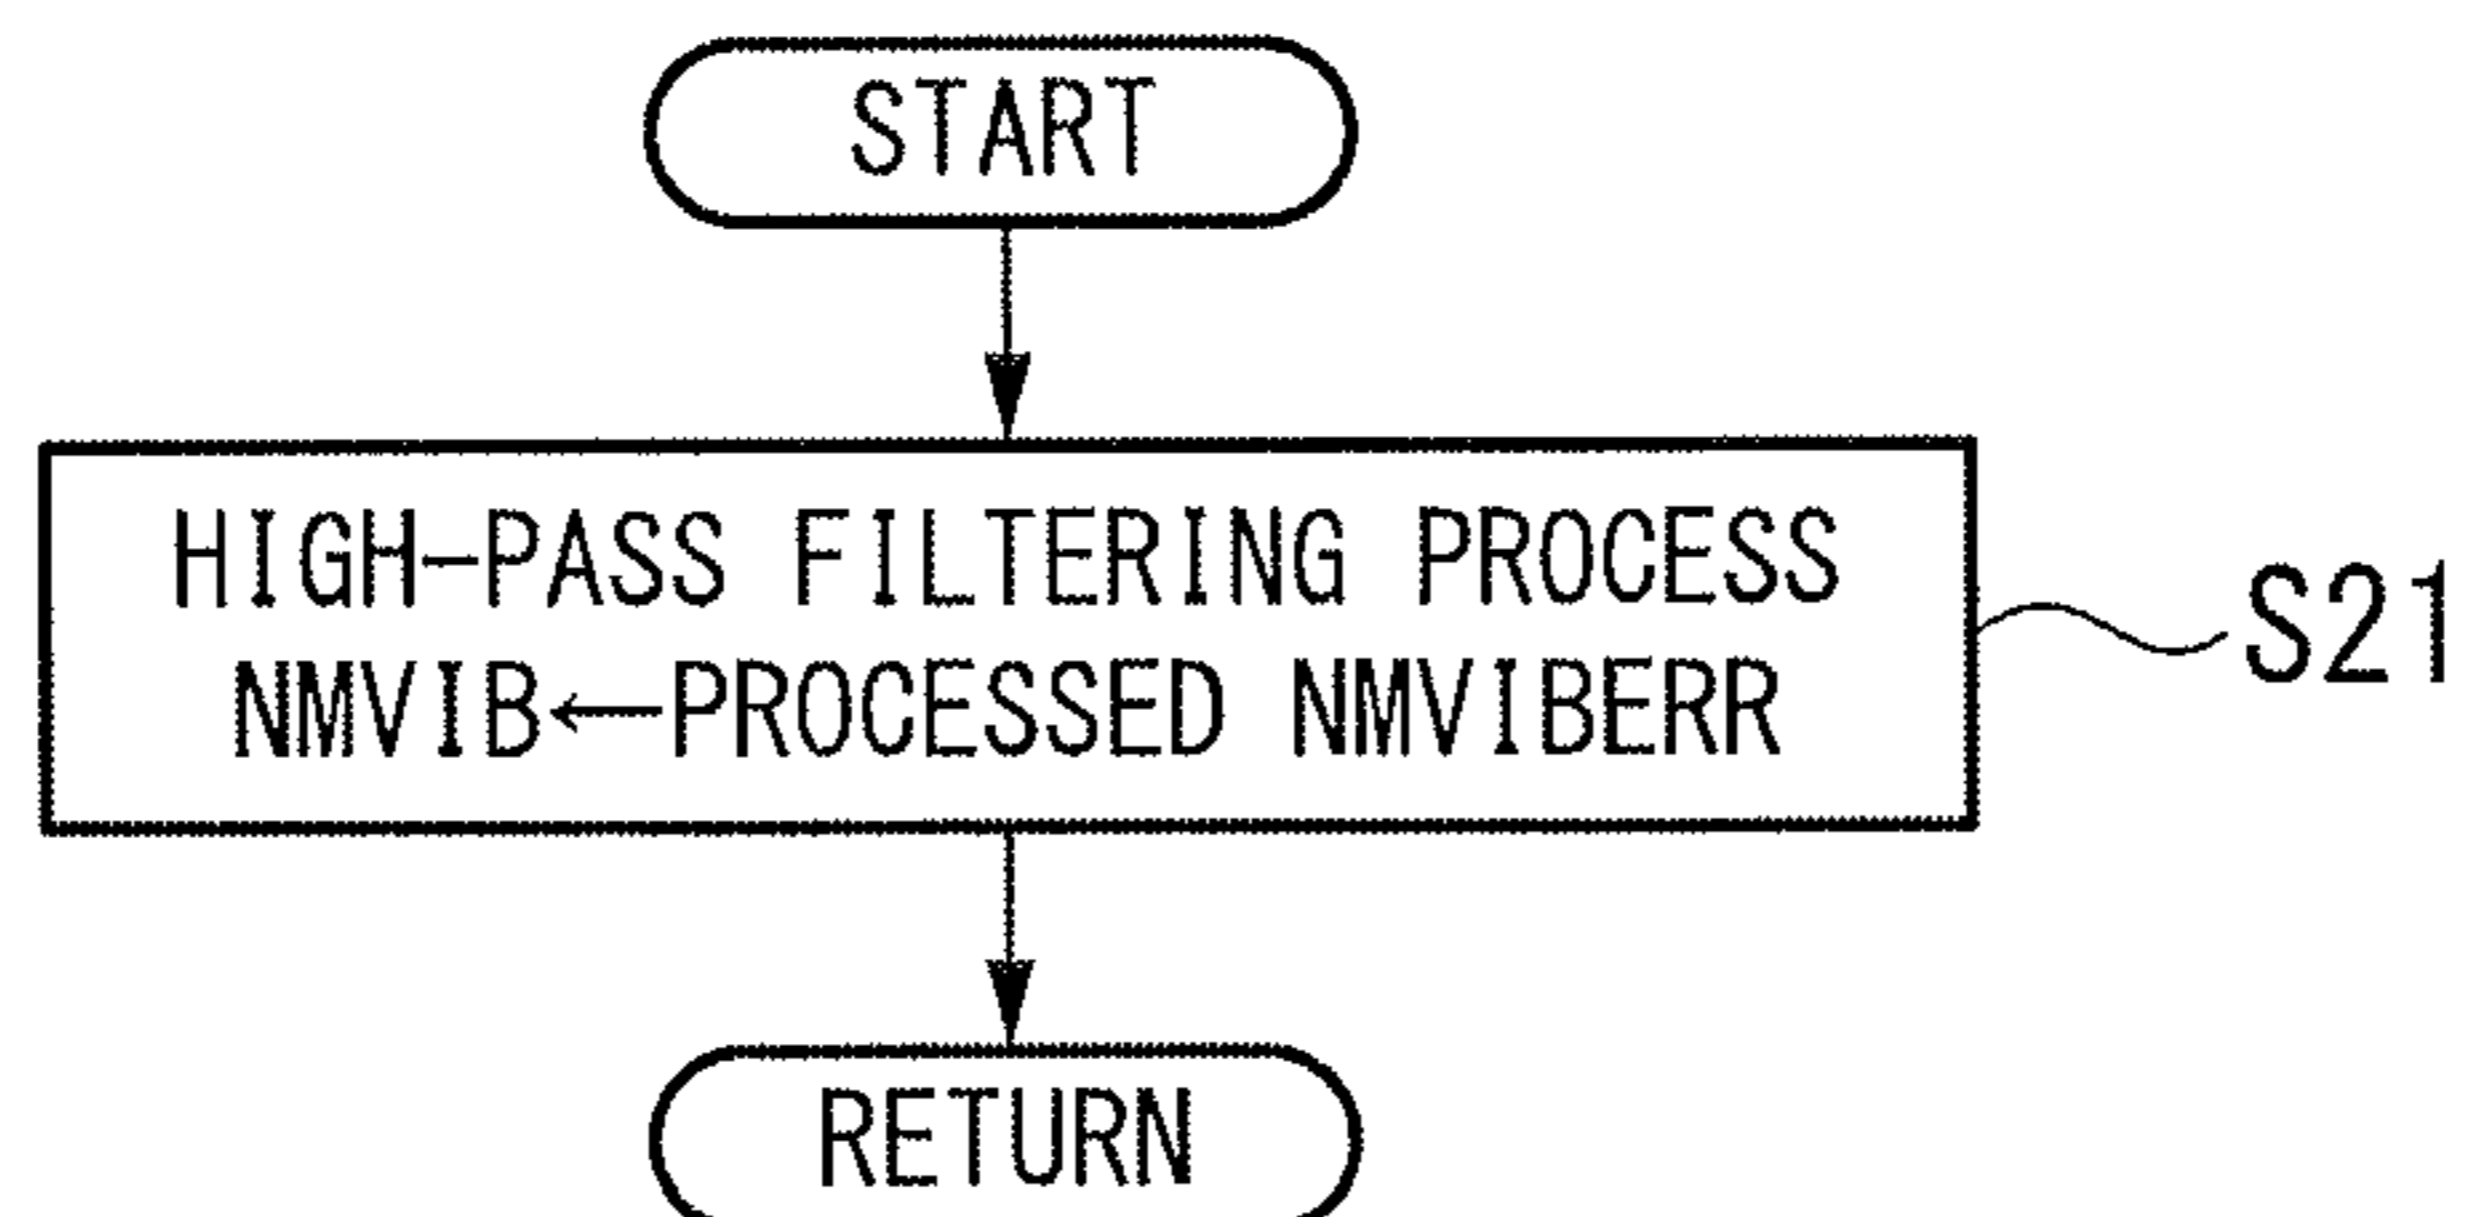 START
HIGH-PASS FILTERING PROCESS
NMVIB←PROCESSED NMVIBERR
S21
RETURN